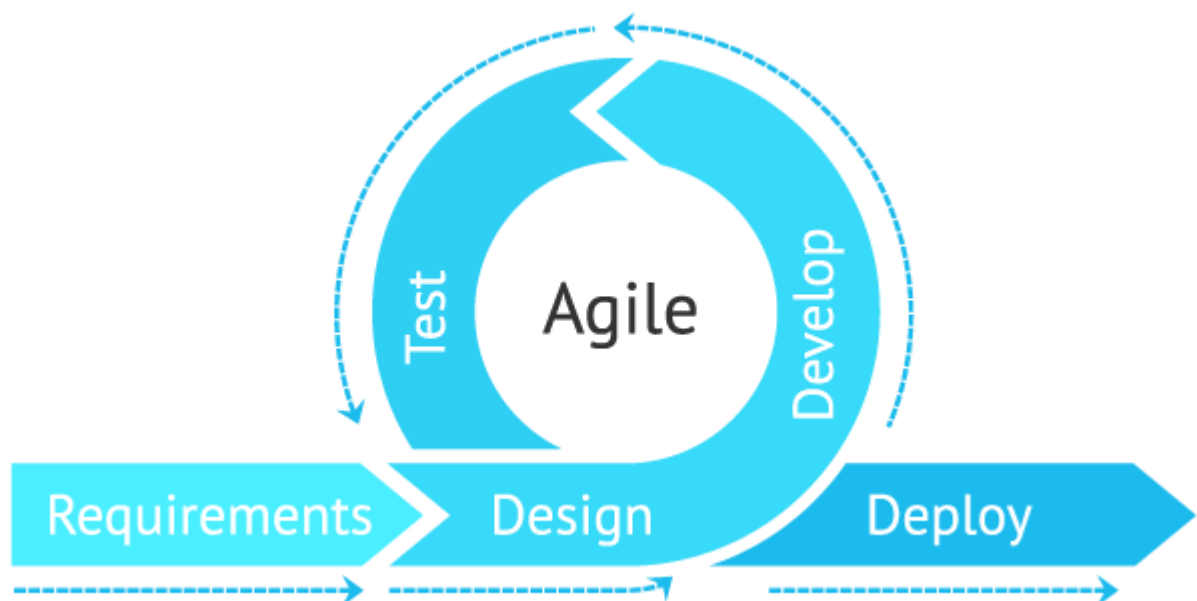 Agile
Test
Develop
Requirements
Design
Deploy